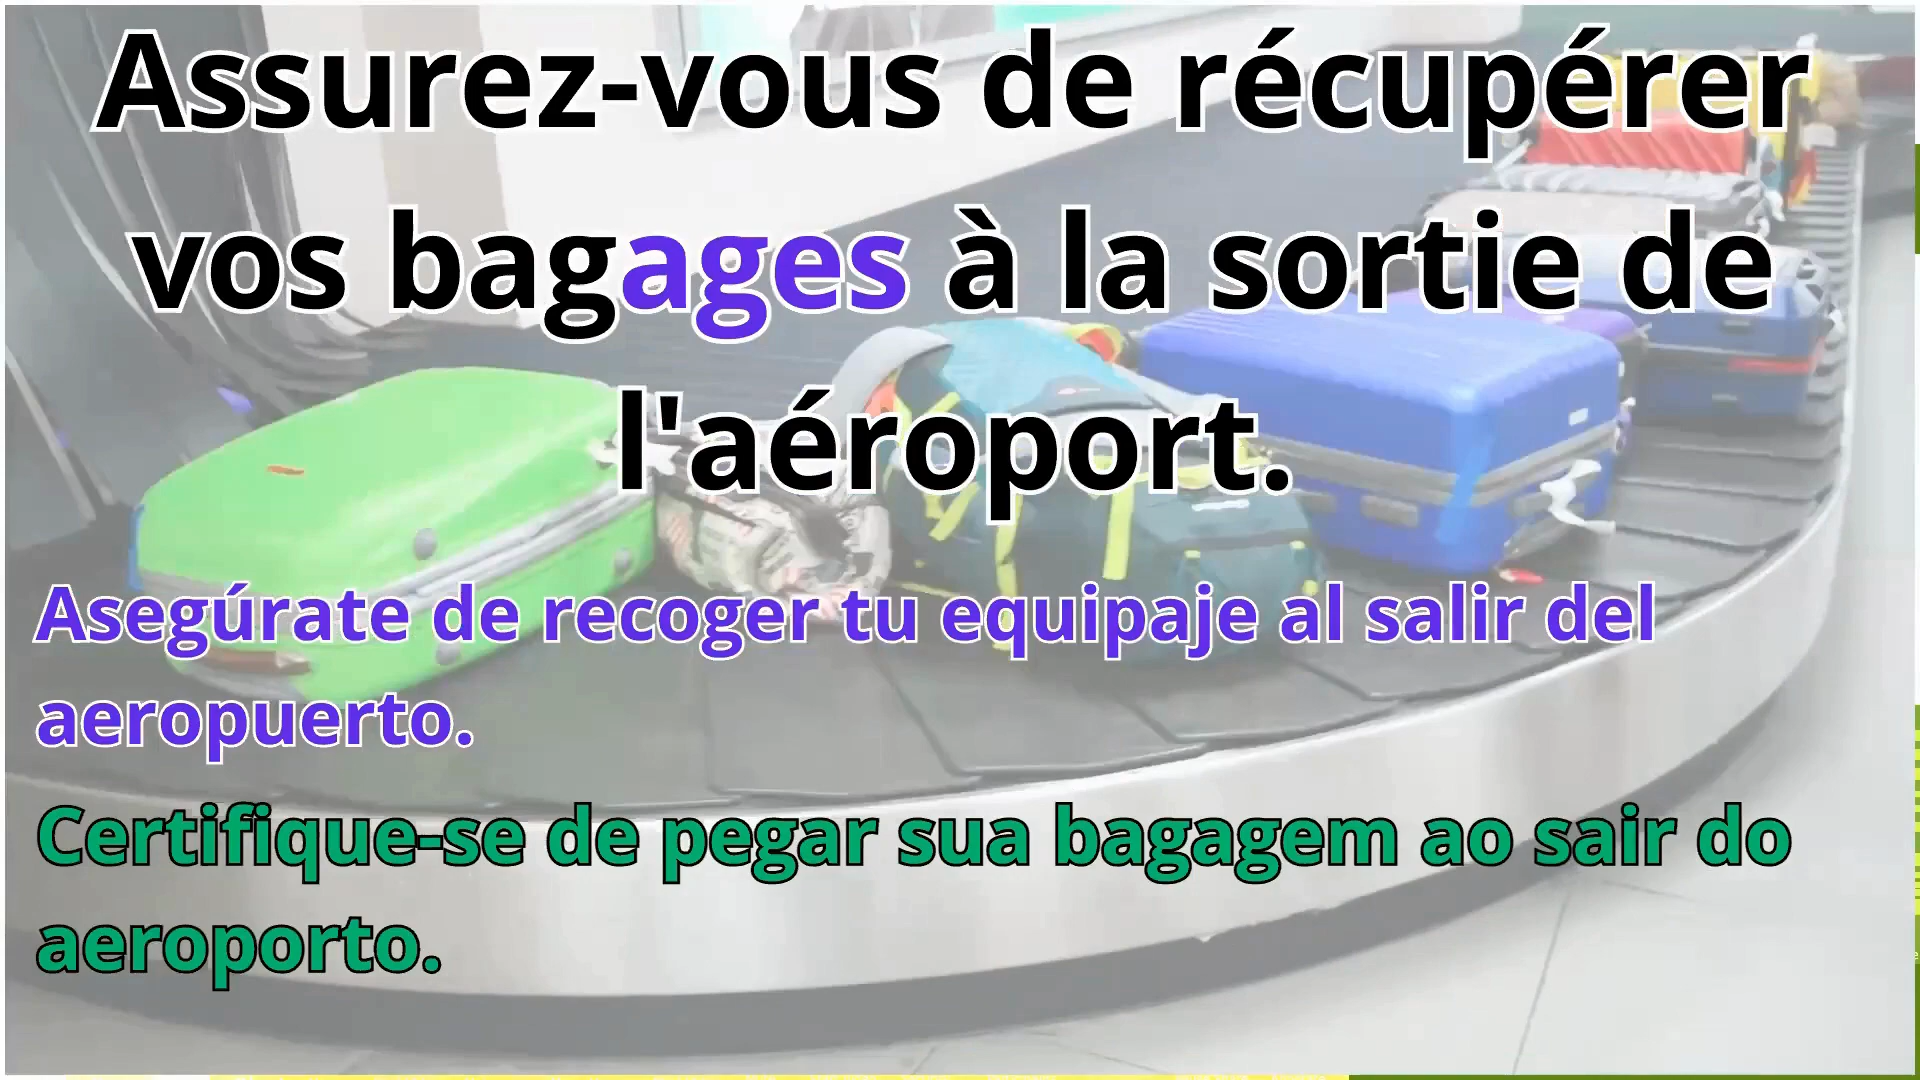 Assurez-vous de récupérer
vos bagages à la sortie de
l'aéroport.
Asegúrate de recoger tu equipaje al salir del
aeropuerto.
Certifique-se de pegar sua bagagem ao sair do
aeroporto.